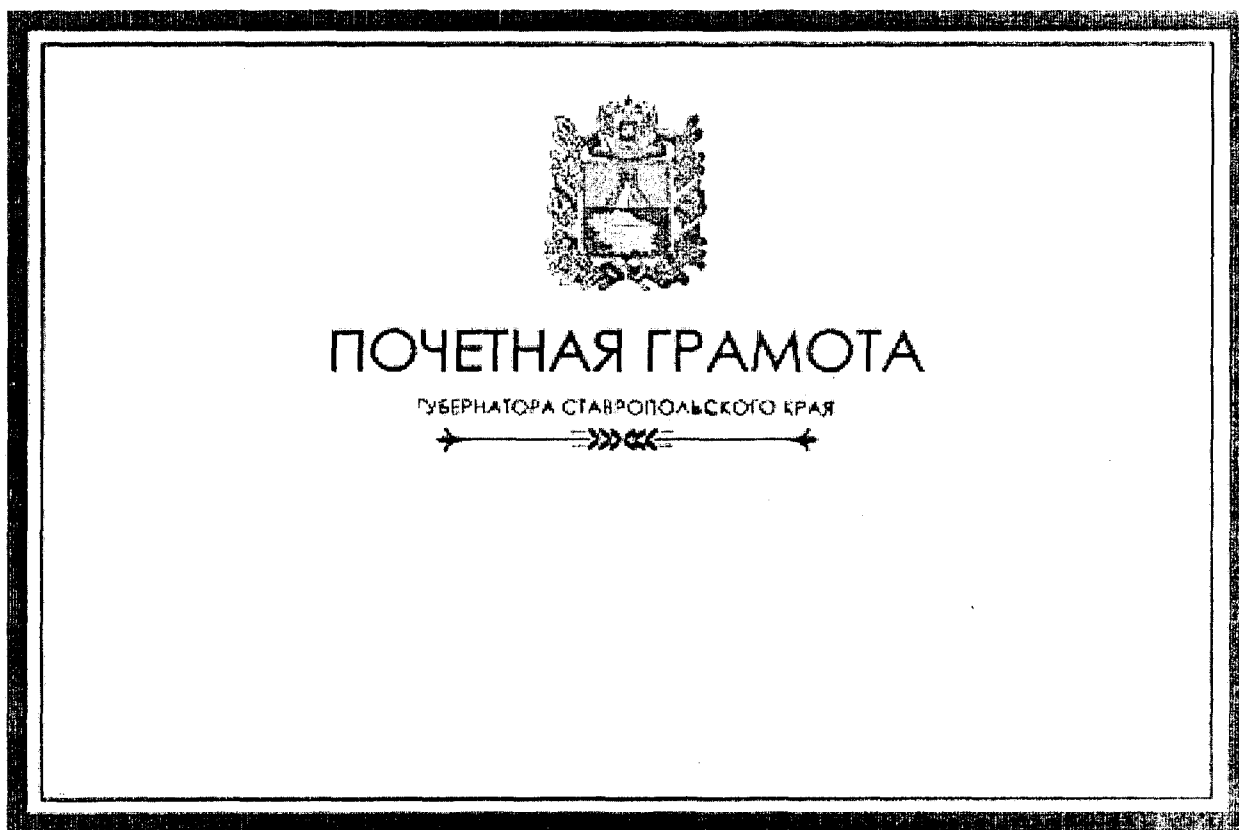 ПОЧЕТНАЯ ГРАМОТА
ГУБЕРНАТОРА СТАВРОПОЛЬСКОГО КРАЯ